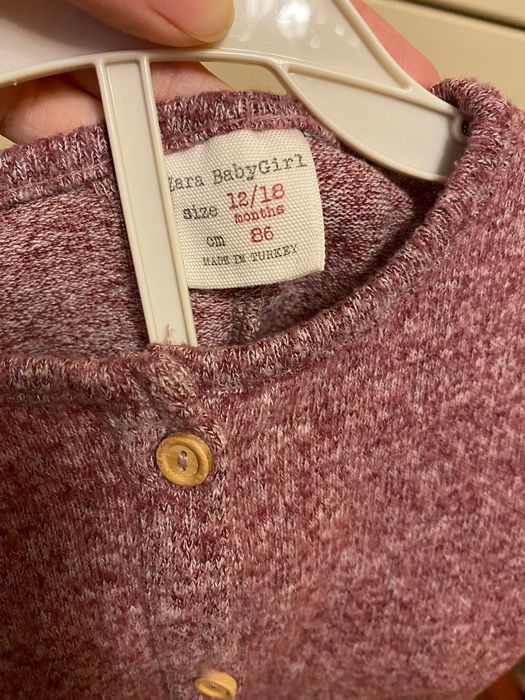 Zara BabyGirl
size 12/18
months
cm 86
MADE IN TURKEY